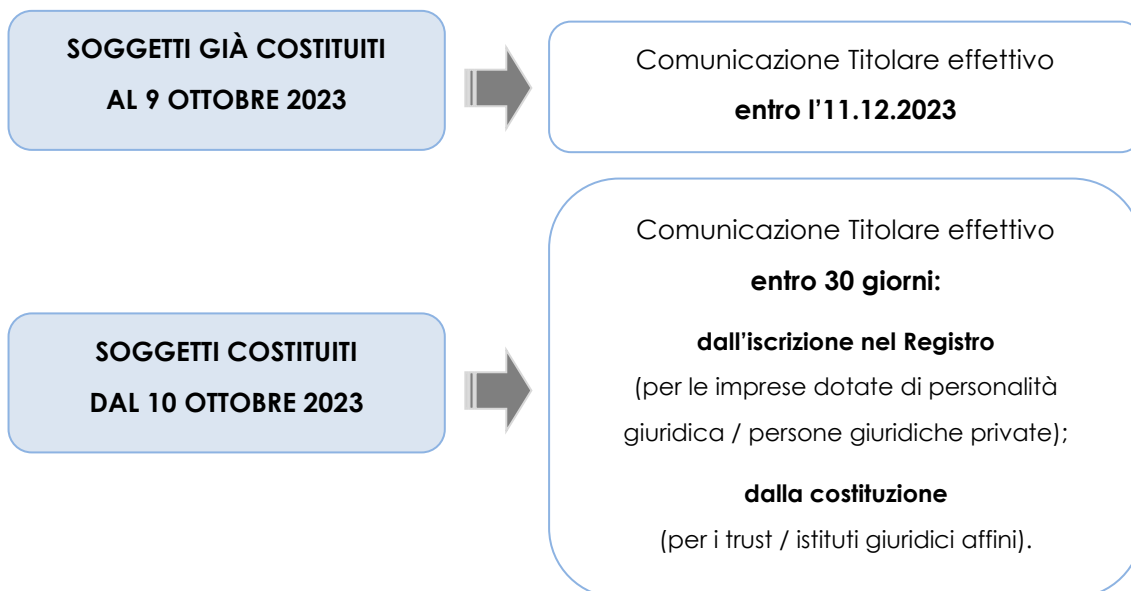 SOGGETTI GIÀ COSTITUITI
AL 9 OTTOBRE 2023
Comunicazione Titolare effettivo
entro l'11.12.2023
SOGGETTI COSTITUITI
DAL 10 OTTOBRE 2023
Comunicazione Titolare effettivo
entro 30 giorni:
dall'iscrizione nel Registro
(per le imprese dotate di personalità
giuridica / persone giuridiche private);
dalla costituzione
(per i trust / istituti giuridici affini).